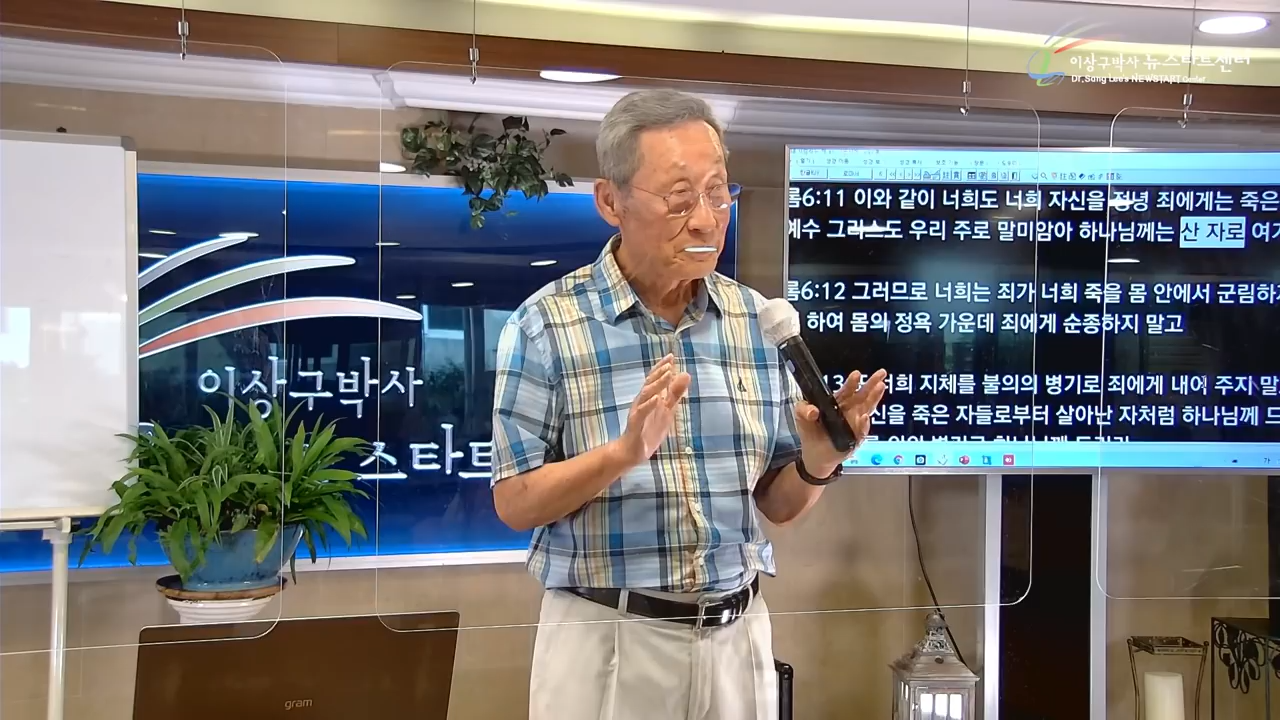 이상구박사 뉴스타트센터
Dr.Sang Lee's NEWSTART Center
이상구박사
스타트
롬6:11 이와 같이 너희도 너희 자신을 정녕 죄에게는 죽은
예수 그리스도 우리 주로 말미암아 하나님께는 산 자로 여기
롬6:12 그러므로 너희는 죄가 너희 죽을 몸 안에서 군림하
하여 몸의 정욕 가운데 죄에게 순종하지 말고
너희 지체를 불의의 병기로 죄에게 내어 주지 말
죽은 자들로부터 살아난 자처럼 하나님께
gram